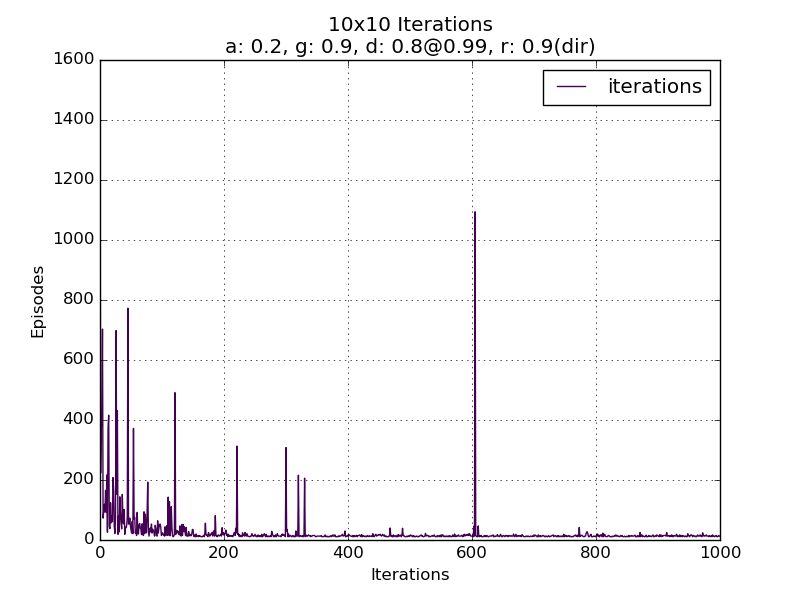 10x10 Iterations
a: 0.2, g: 0.9, d: 0.8@0.99, r: 0.9(dir)
iterations
1600
1400
1200
1000
800
600
400
200
0
Episodes
0 200 400 600 800 1000
Iterations